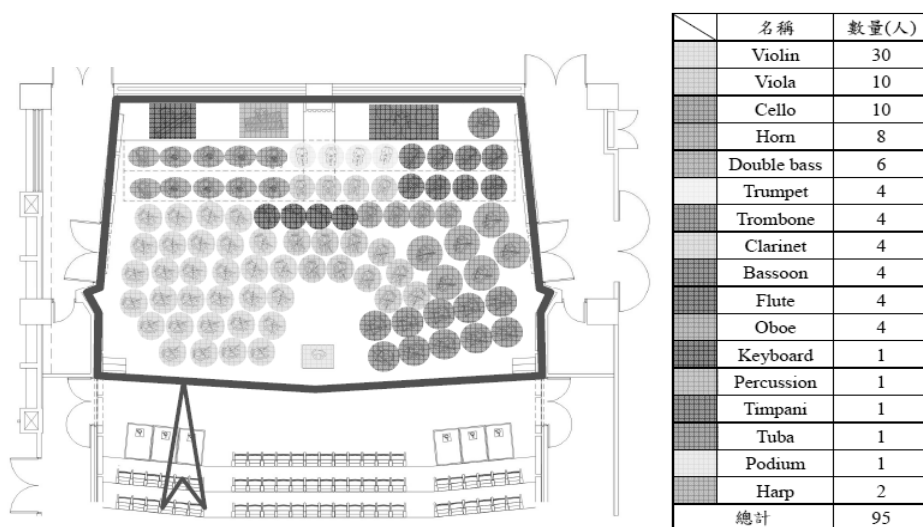 名稱 數量(人)
Violin 30
Viola 10
Cello 10
Horn 8
Double bass 6
Trumpet 4
Trombone 4
Clarinet 4
Bassoon 4
Flute 4
Oboe 4
Keyboard 1
Percussion 1
Timpani 1
Tuba 1
Podium 1
Harp 2
總計 95